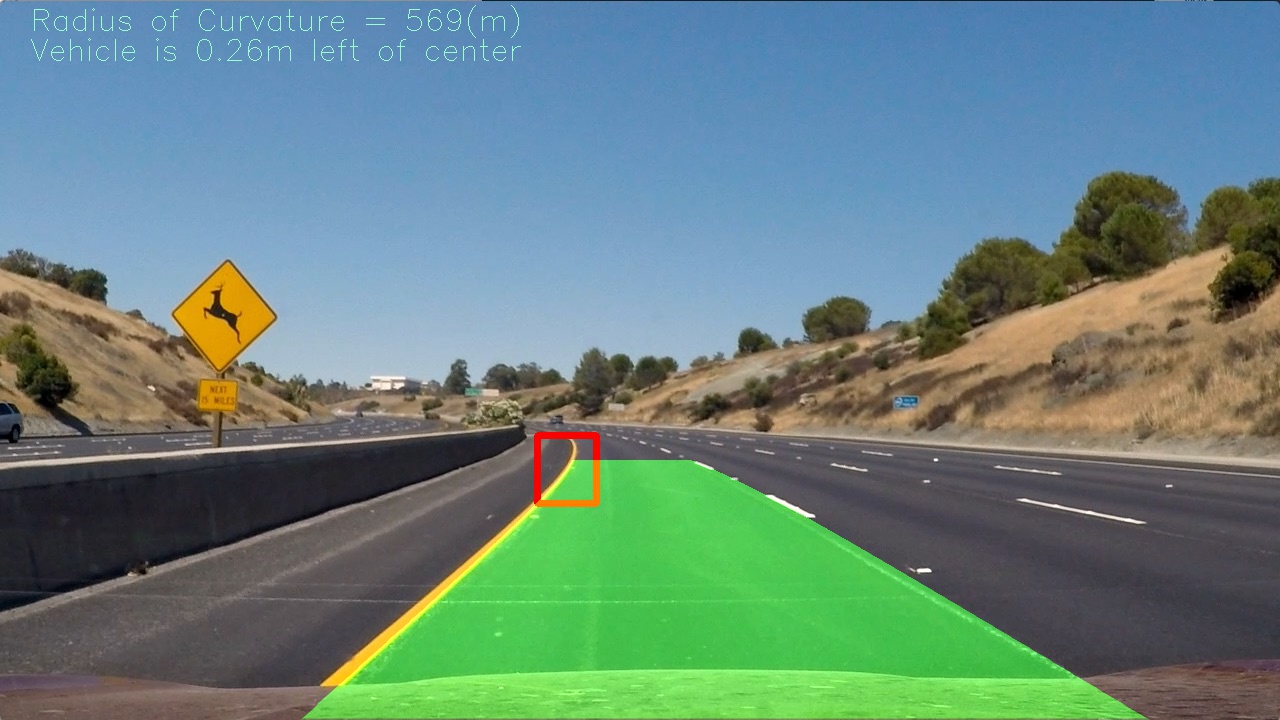 Radius of Curvature = 569(m)
Vehicle is 0.26m left of center
NEXT
15 MILES